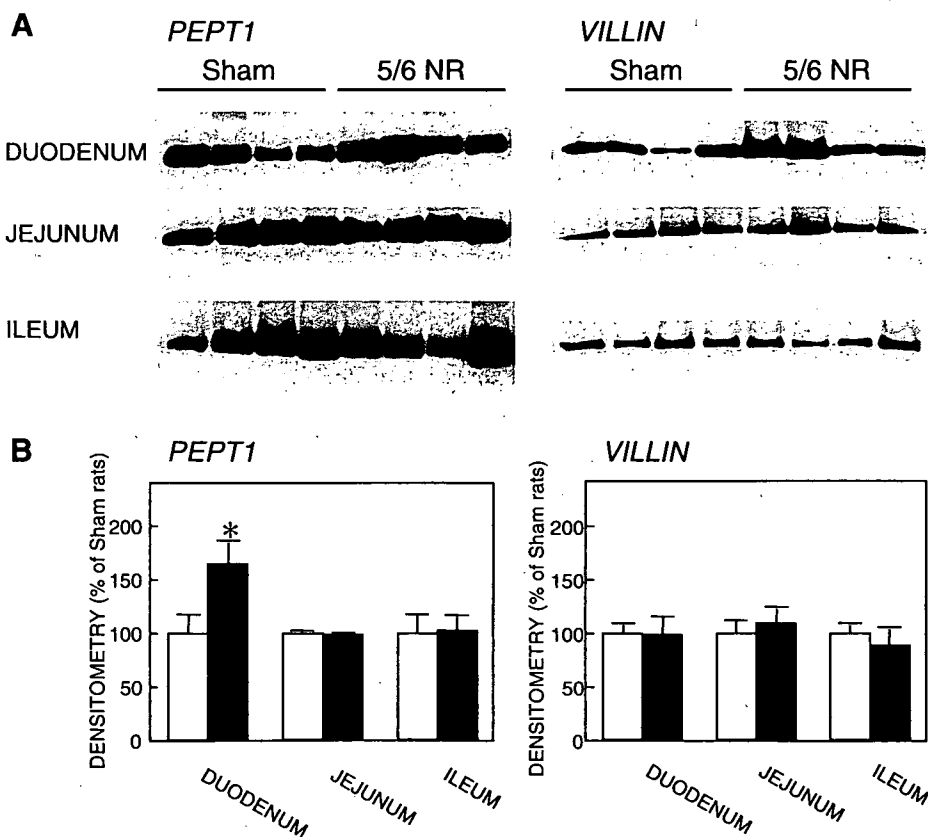 A
PEPT1
VILLIN
Sham 5/6 NR
Sham 5/6 NR
DUODENUM
JEJUNUM
ILEUM
B
PEPT1
VILLIN
DENSITOMETRY (% of Sham rats)
200
150
100
50
0
*
DUODENUM
JEJUNUM
ILEUM
DENSITOMETRY (% of Sham rats)
200
150
100
50
0
DUODENUM
JEJUNUM
ILEUM